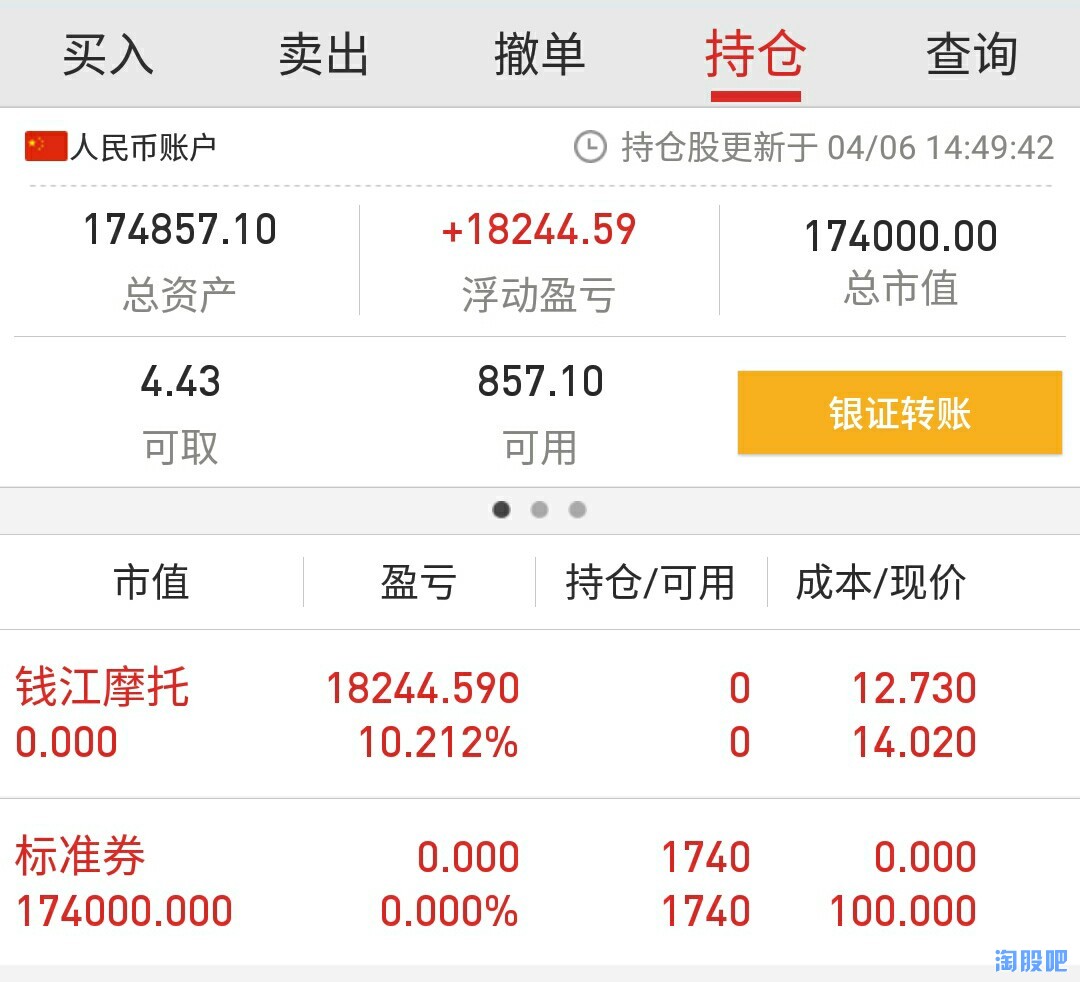 买入 卖出 撤单 持仓 查询
人民币账户 持仓股更新于 04/06 14:49:42
174857.10 +18244.59 174000.00
总资产 浮动盈亏 总市值
4.43 857.10 银证转账
可取 可用
市值 盈亏 持仓/可用 成本/现价
钱江摩托 18244.590 0 12.730
0.000 10.212% 0 14.020
标准券 0.000 1740 0.000
174000.000 0.000% 1740 100.000
淘股吧